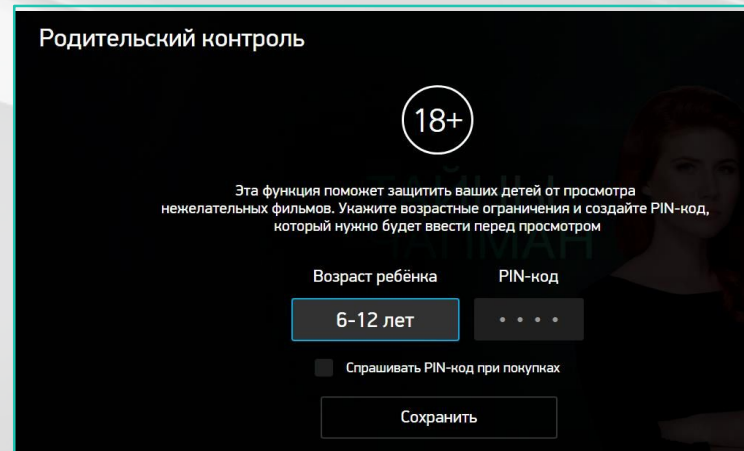 Родительский контроль
18+
Эта функция поможет защитить ваших детей от просмотра
нежелательных фильмов. Укажите возрастные ограничения и создайте PIN-код,
который нужно будет ввести перед просмотром
Возраст ребёнка PIN-код
6-12 лет
Спрашивать PIN-код при покупках
Сохранить